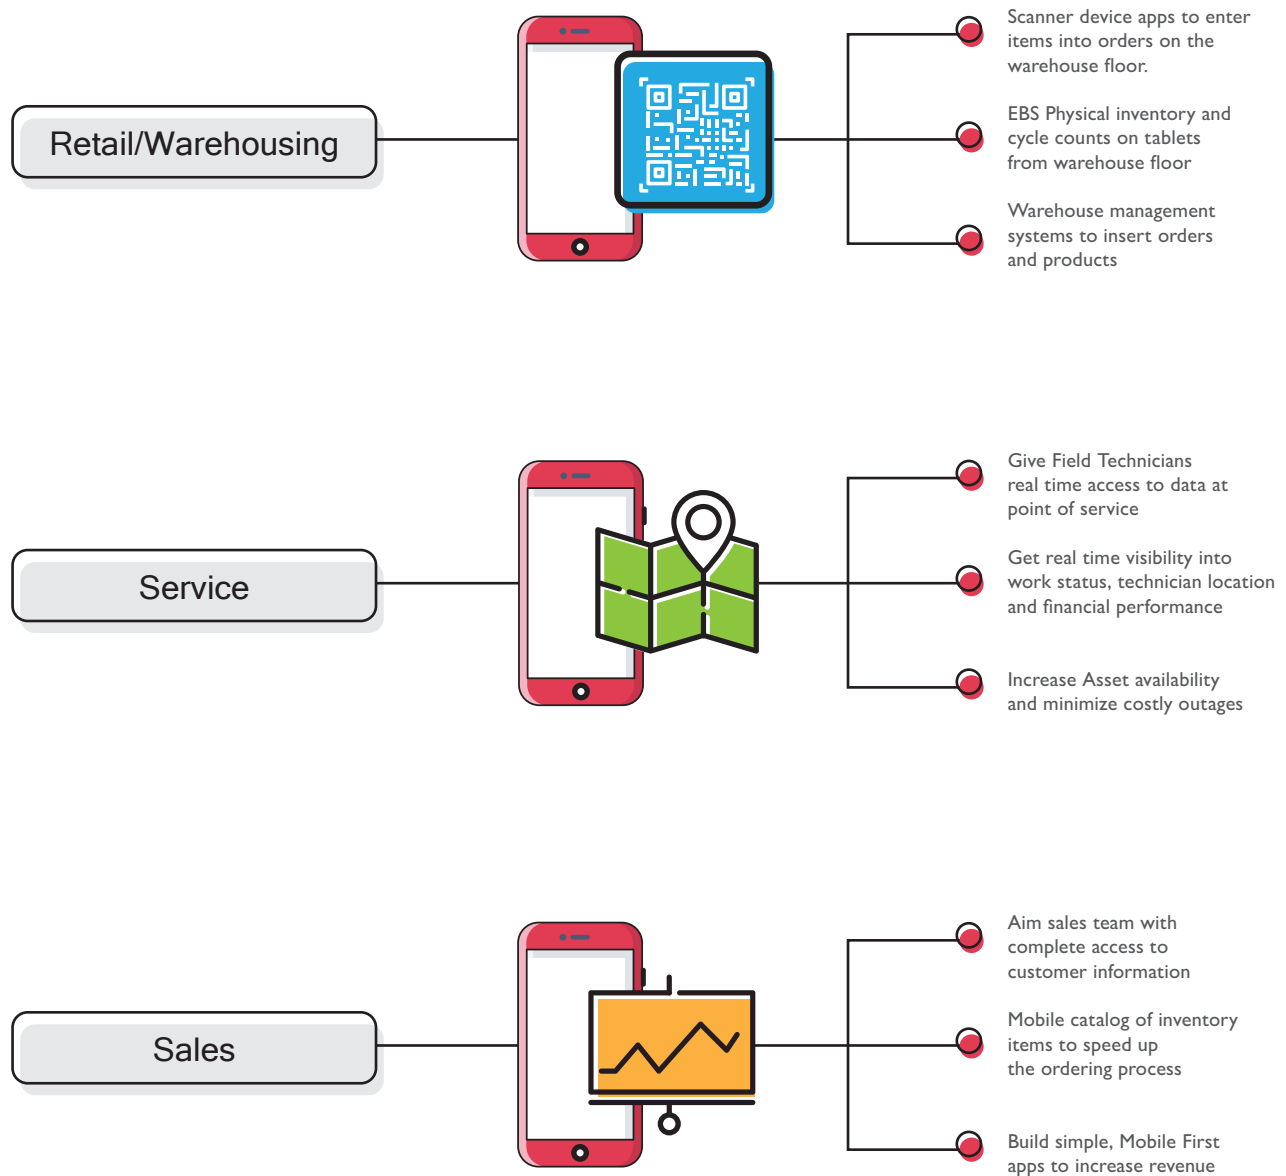 Retail/Warehousing
Scanner device apps to enter
items into orders on the
warehouse floor.
EBS Physical inventory and
cycle counts on tablets
from warehouse floor
Warehouse management
systems to insert orders
and products
Service
Give Field Technicians
real time access to data at
point of service
Get real time visibility into
work status, technician location
and financial performance
Increase Asset availability
and minimize costly outages
Sales
Aim sales team with
complete access to
customer information
Mobile catalog of inventory
items to speed up
the ordering process
Build simple, Mobile First
apps to increase revenue